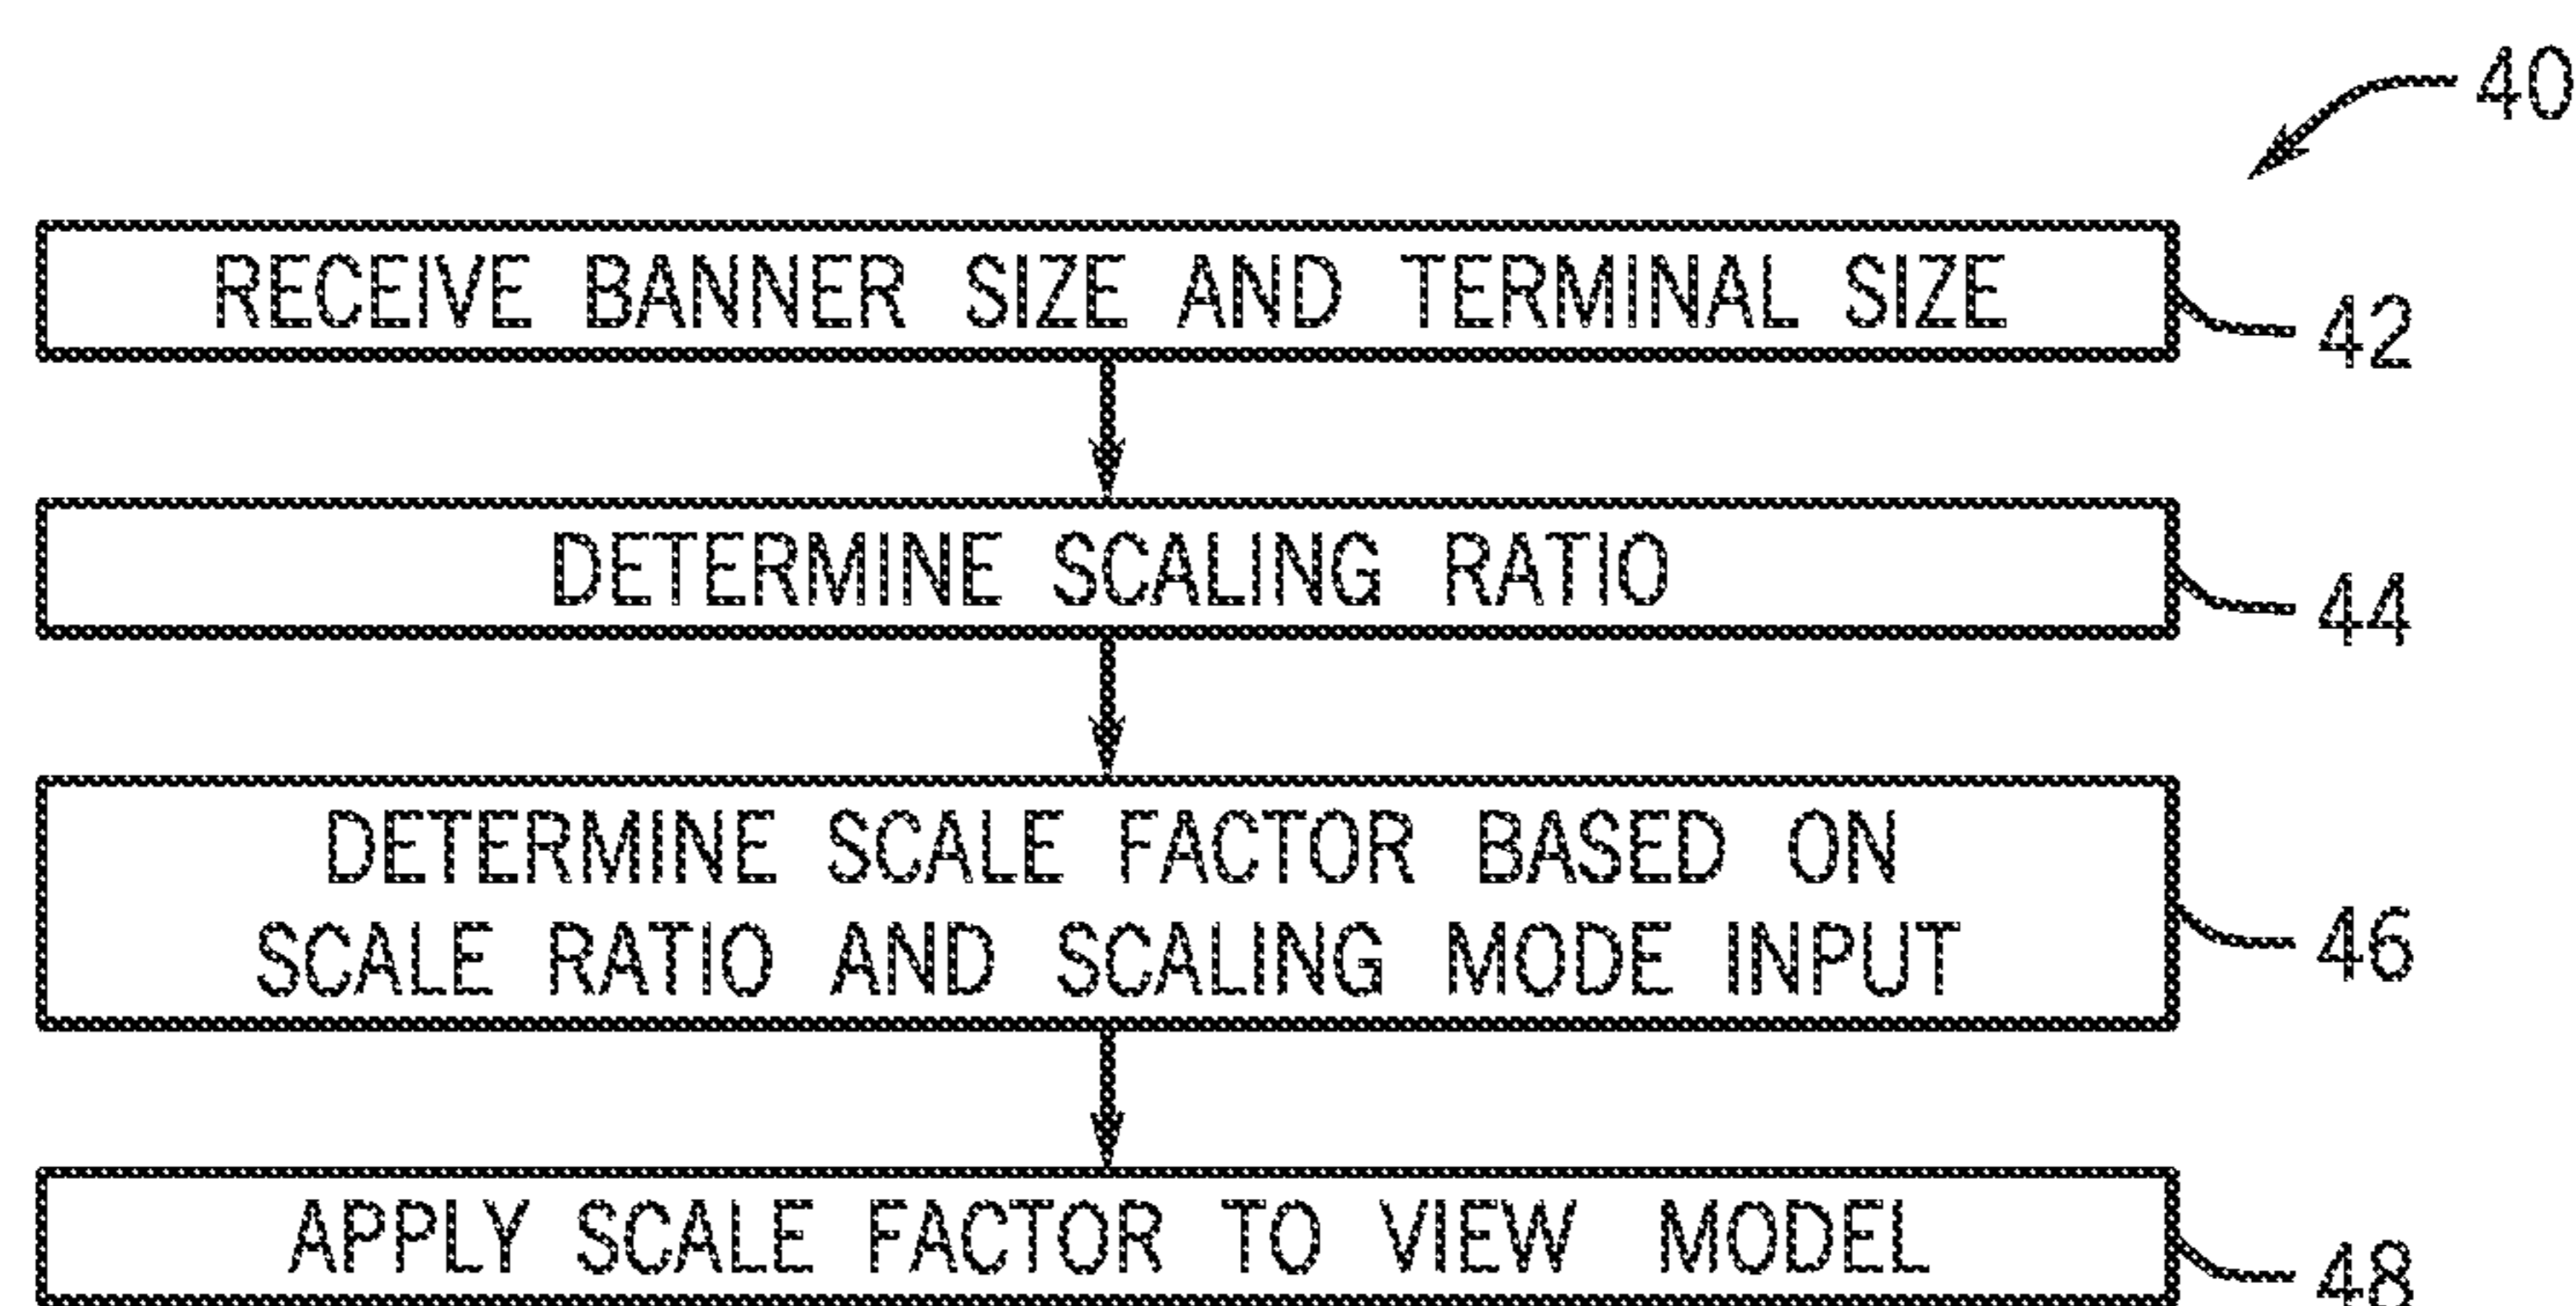 40
RECEIVE BANNER SIZE AND TERMINAL SIZE
42
DETERMINE SCALING RATIO
44
DETERMINE SCALE FACTOR BASED ON
SCALE RATIO AND SCALING MODE INPUT
46
APPLY SCALE FACTOR TO VIEW MODEL
48